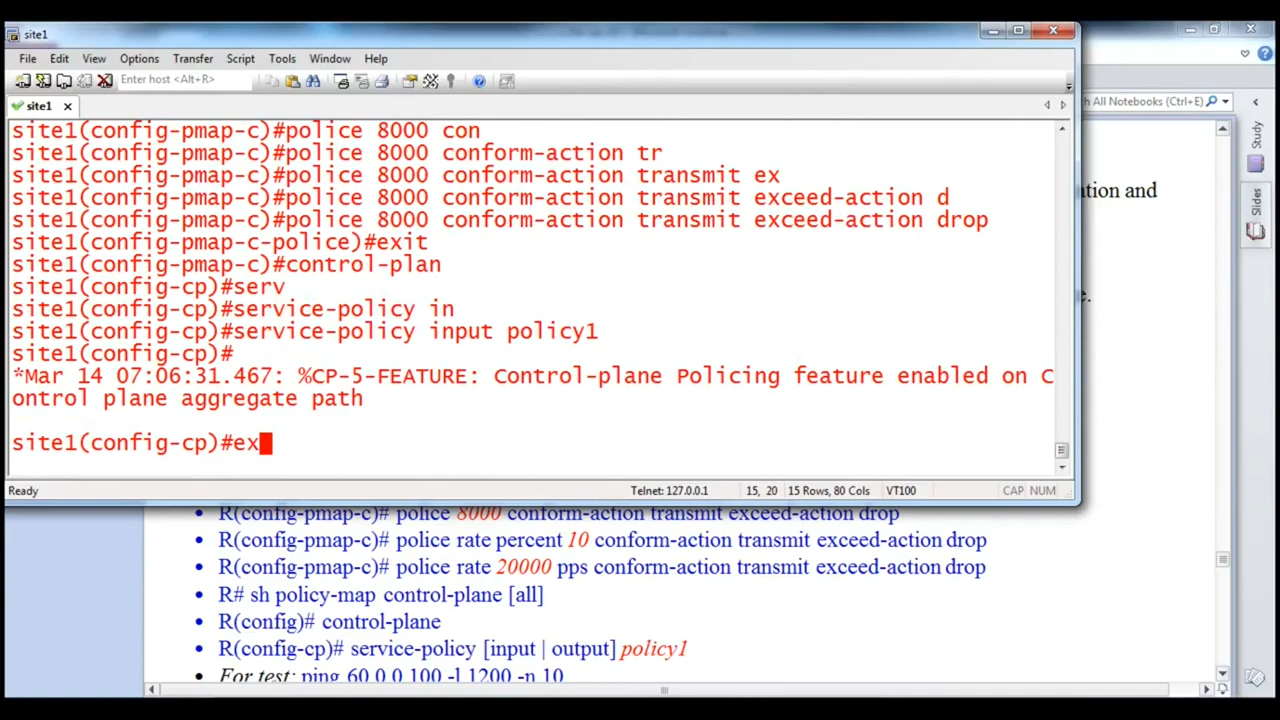 site1
File Edit View Options Transfer Script Tools Window Help
Enter host <Alt+R>
h All Notebooks (Ctrl+E)
site1
Study
Slides
site1(config-pmap-c)#police 8000 con
site1(config-pmap-c)#police 8000 conform-action tr
site1(config-pmap-c)#police 8000 conform-action transmit ex
site1(config-pmap-c)#police 8000 conform-action transmit exceed-action d
site1(config-pmap-c)#police 8000 conform-action transmit exceed-action drop
site1(config-pmap-c-police)#exit
site1(config-pmap-c)#control-plan
site1(config-cp)#serv
site1(config-cp)#service-policy in
site1(config-cp)#service-policy input policy1
site1(config-cp)#
*Mar 14 07:06:31.467: %CP-5-FEATURE: Control-plane Policing feature enabled on C
ontrol plane aggregate path
site1(config-cp)#ex
ation and
e.
Ready Telnet: 127.0.0.1 15, 20 15 Rows, 80 Cols VT100 CAP NUM
• R(config-pmap-c)# police 8000 conform-action transmit exceed-action drop
• R(config-pmap-c)# police rate percent 10 conform-action transmit exceed-action drop
• R(config-pmap-c)# police rate 20000 pps conform-action transmit exceed-action drop
• R# sh policy-map control-plane [all]
• R(config)# control-plane
• R(config-cp)# service-policy [input | output] policy1
• For test: ping 60.0.0.100 -l 1200 -n 10